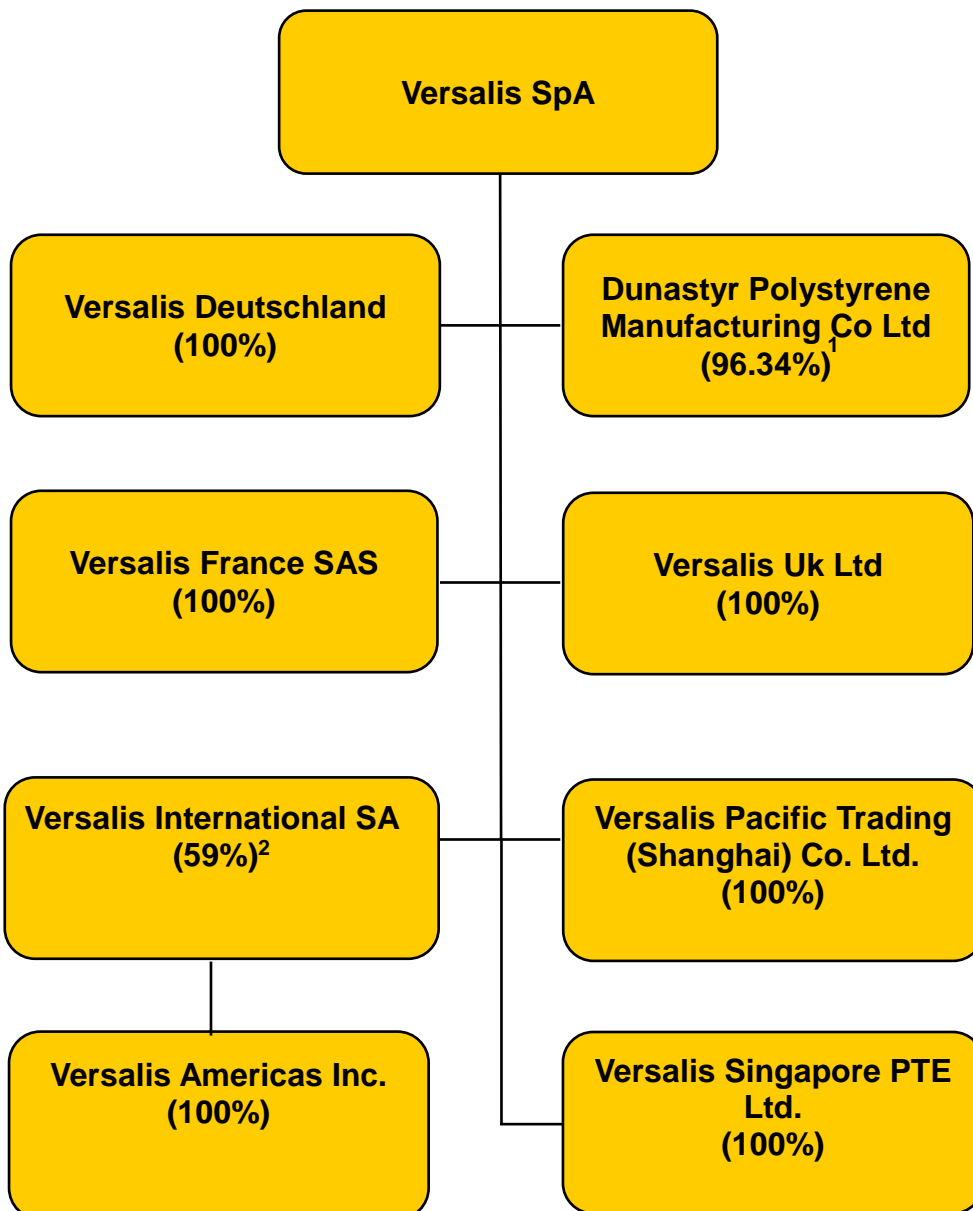 Versalis SpA
Versalis Deutschland
(100%)
Dunastyr Polystyrene
Manufacturing Co Ltd
(96.34%)1
Versalis France SAS
(100%)
Versalis Uk Ltd
(100%)
Versalis International SA
(59%)2
Versalis Pacific Trading
(Shanghai) Co. Ltd.
(100%)
Versalis Americas Inc.
(100%)
Versalis Singapore PTE
Ltd.
(100%)